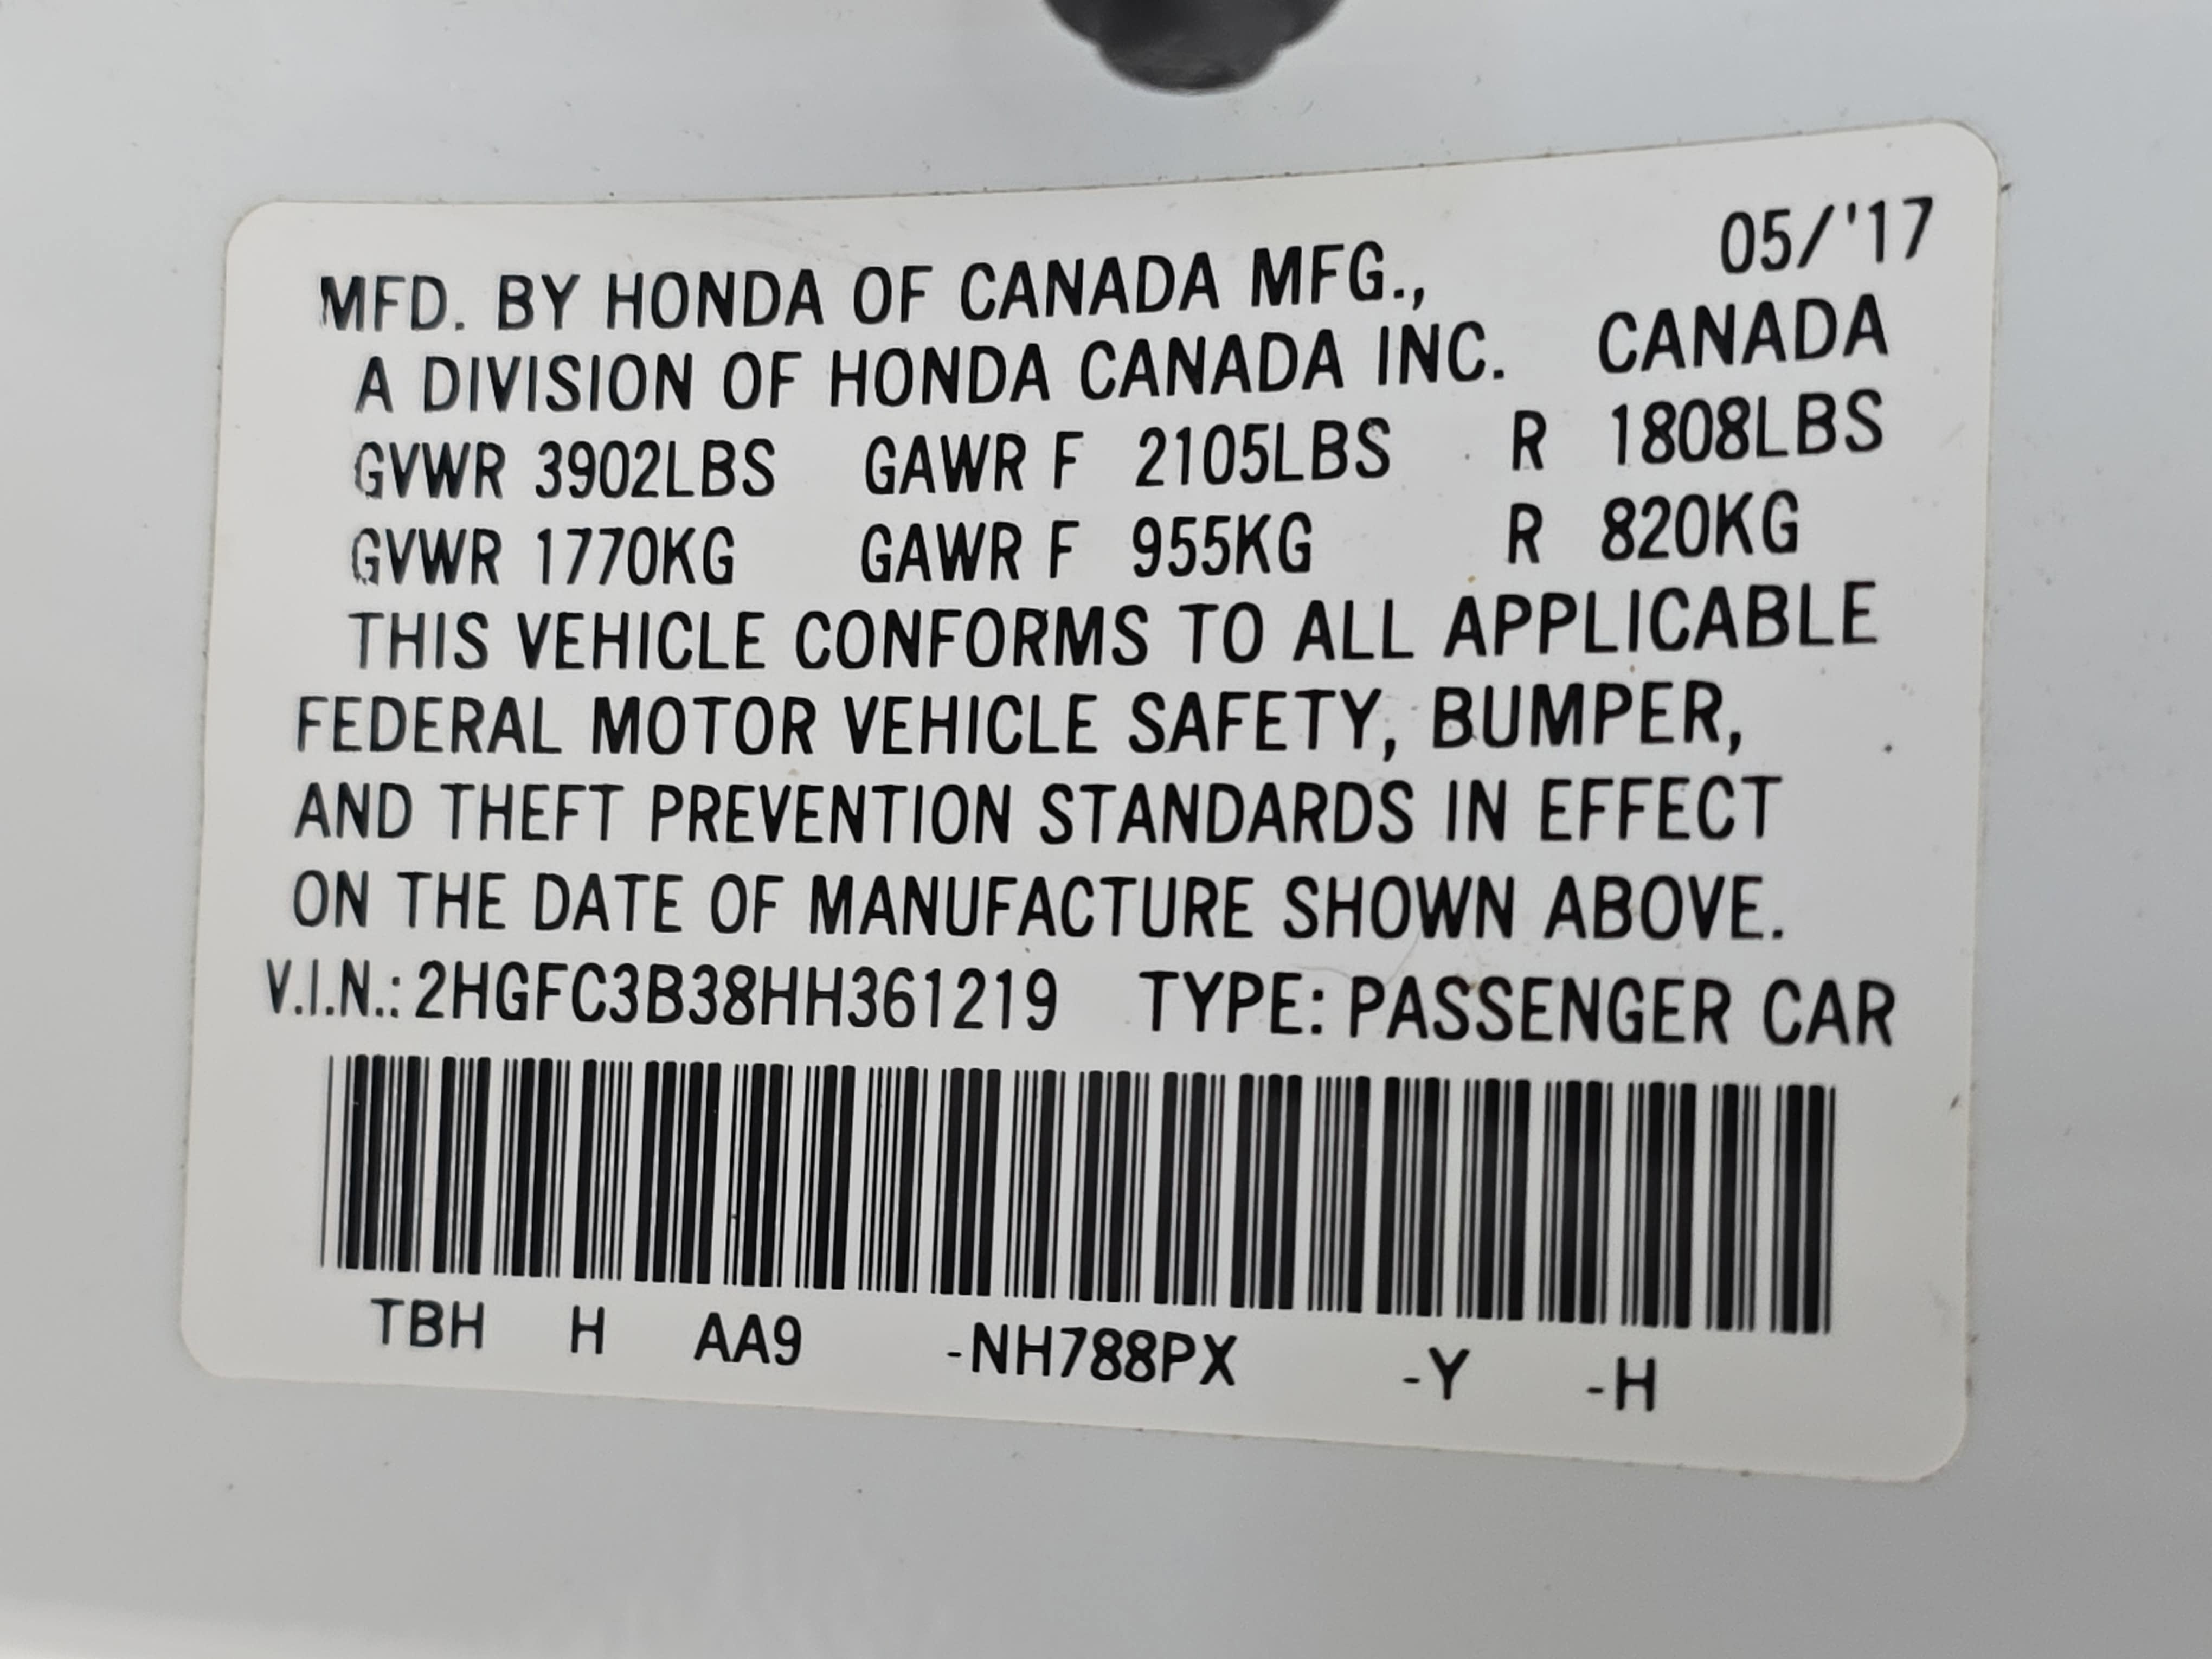 05/'17
MFD. BY HONDA OF CANADA MFG.,
A DIVISION OF HONDA CANADA INC. CANADA
GVWR 3902LBS GAWR F 2105LBS R 1808LBS
GVWR 1770KG GAWR F 955KG R 820KG
THIS VEHICLE CONFORMS TO ALL APPLICABLE
FEDERAL MOTOR VEHICLE SAFETY, BUMPER,
AND THEFT PREVENTION STANDARDS IN EFFECT
ON THE DATE OF MANUFACTURE SHOWN ABOVE.
V.I.N.: 2HGFC3B38HH361219 TYPE: PASSENGER CAR
TBH H AA9 -NH788PX -Y -H